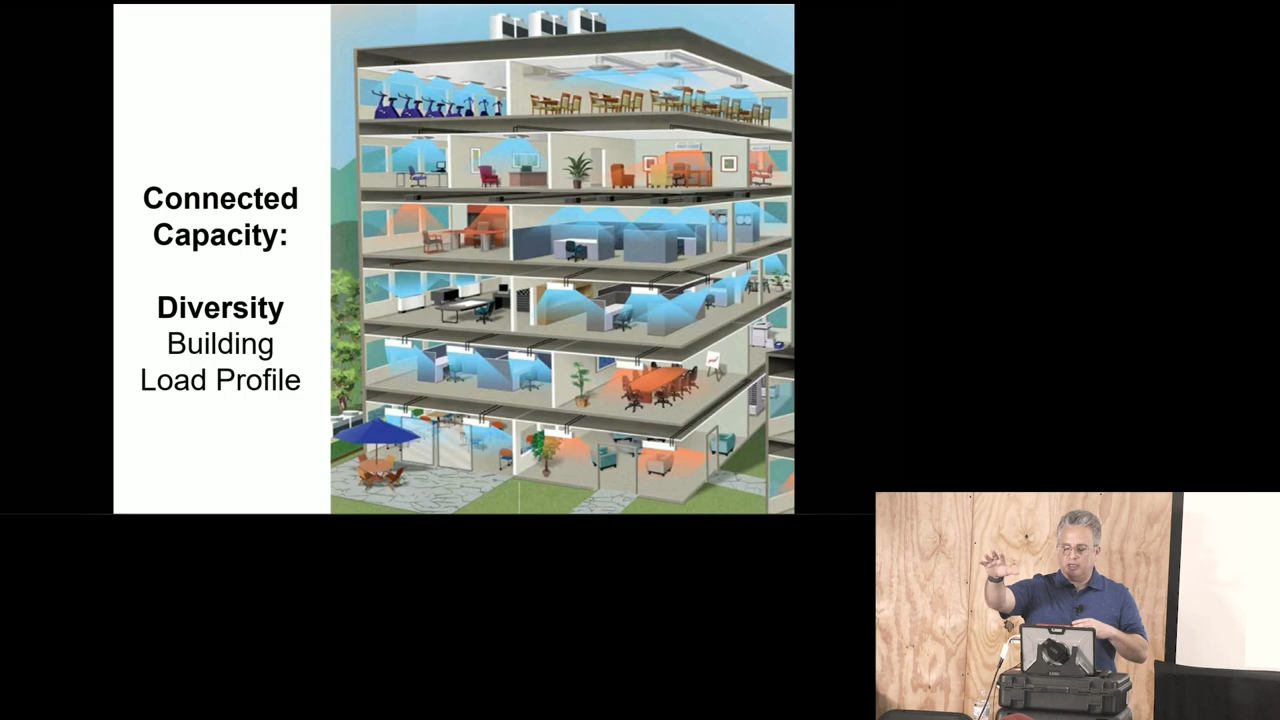 Connected
Capacity:
Diversity
Building
Load Profile